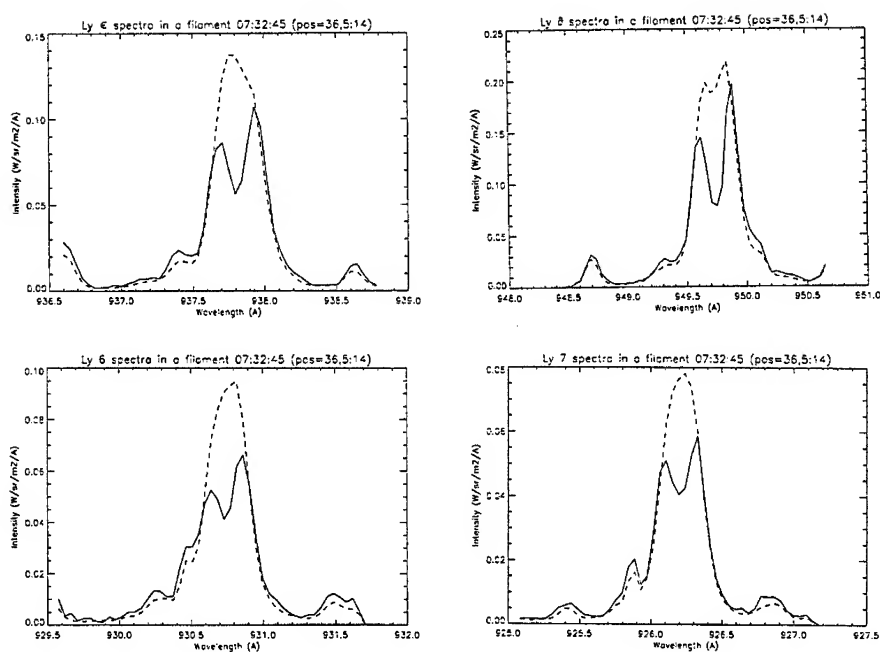 Ly € spectra in a filament 07:32:45 (pos=36,5:14)
0.15
0.10
0.05
0.00
Intensity (W/sr/m2/A)
936.5 937.0 937.5 938.0 938.5 939.0
Wavelength (A)
Ly δ spectra in a filament 07:32:45 (pos=36,5:14)
0.25
0.20
0.15
0.10
0.05
0.00
Intensity (W/sr/m2/A)
948.0 948.5 949.0 949.5 950.0 950.5 951.0
Wavelength (A)
Ly 6 spectra in a filament 07:32:45 (pos=36,5:14)
0.10
0.08
0.06
0.04
0.02
0.00
Intensity (W/sr/m2/A)
929.5 930.0 930.5 931.0 931.5 932.0
Wavelength (A)
Ly 7 spectra in a filament 07:32:45 (pos=36,5:14)
0.08
0.06
0.04
0.02
0.00
Intensity (W/sr/m2/A)
925.0 925.5 926.0 926.5 927.0 927.5
Wavelength (A)